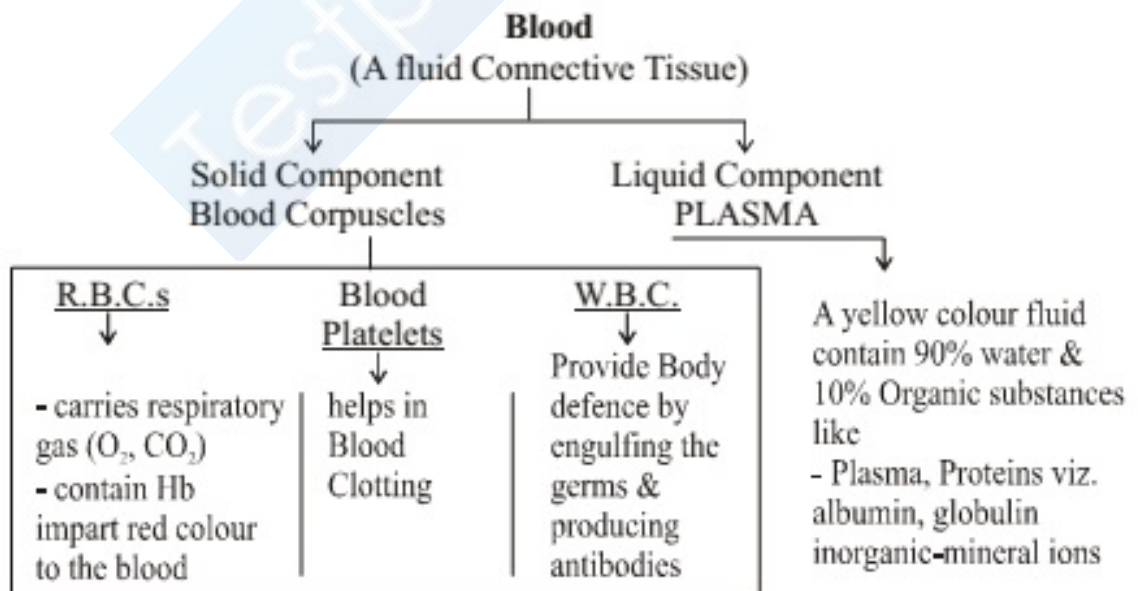 Blood
(A fluid Connective Tissue)
Solid Component
Blood Corpuscles
Liquid Component
PLASMA
R.B.C.s
- carries respiratory
gas (O₂, CO₂)
- contain Hb
impart red colour
to the blood
Blood
Platelets
helps in
Blood
Clotting
W.B.C.
Provide Body
defence by
engulfing the
germs &
producing
antibodies
A yellow colour fluid
contain 90% water &
10% Organic substances
like
- Plasma, Proteins viz.
albumin, globulin
inorganic-mineral ions